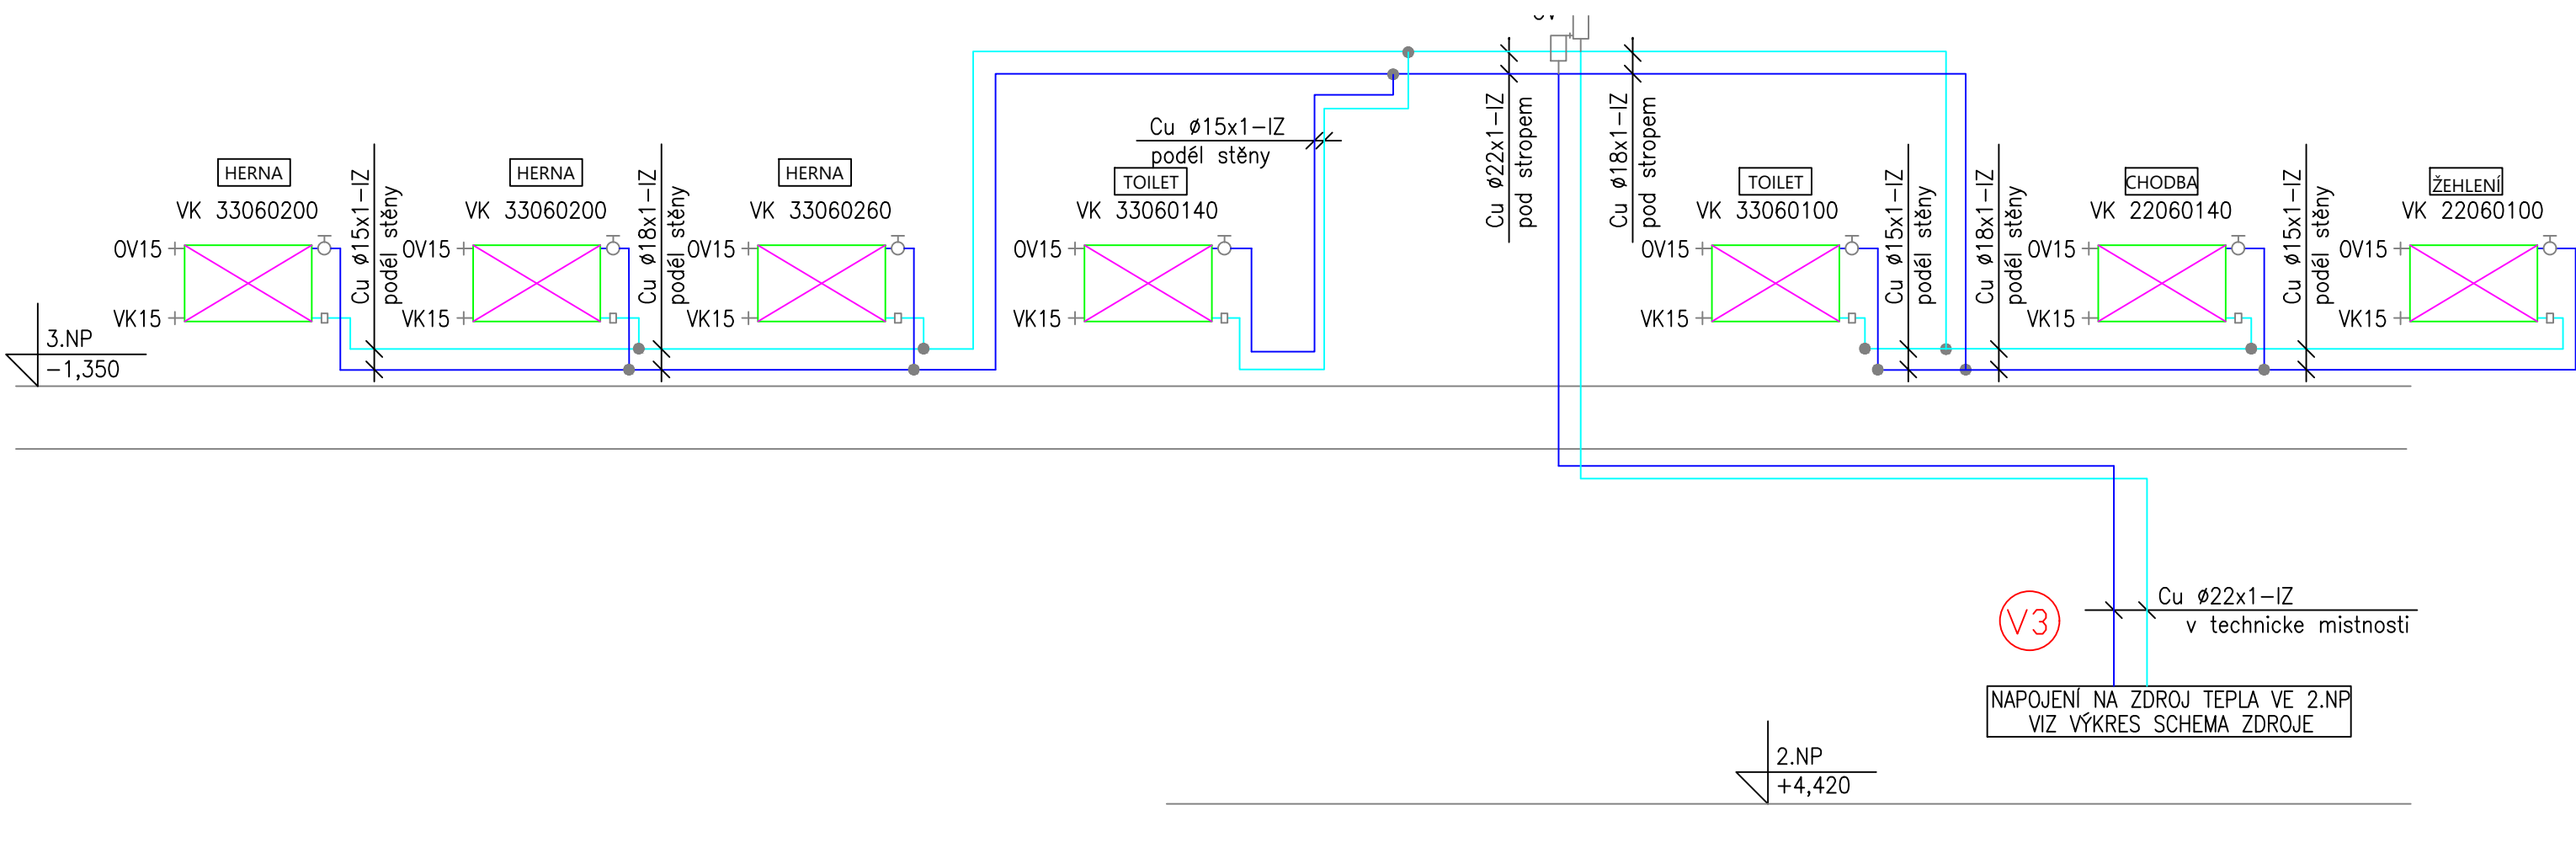 OV
Cu ø15x1-IZ
podél stěny
HERNA
VK 33060200
OV15
VK15
Cu ø15x1-IZ
podél stěny
HERNA
VK 33060200
OV15
VK15
Cu ø18x1-IZ
podél stěny
HERNA
VK 33060260
OV15
VK15
TOILET
VK 33060140
OV15
VK15
Cu ø22x1-IZ
pod stropem
Cu ø18x1-IZ
pod stropem
TOILET
VK 33060100
OV15
VK15
Cu ø15x1-IZ
podél stěny
Cu ø18x1-IZ
podél stěny
CHODBA
VK 22060140
OV15
VK15
Cu ø15x1-IZ
podél stěny
ŽEHLENÍ
VK 22060100
OV15
VK15
3.NP
-1,350
V3
Cu ø22x1-IZ
v technicke mistnosti
NAPOJENÍ NA ZDROJ TEPLA VE 2.NP
VIZ VÝKRES SCHEMA ZDROJE
2.NP
+4,420